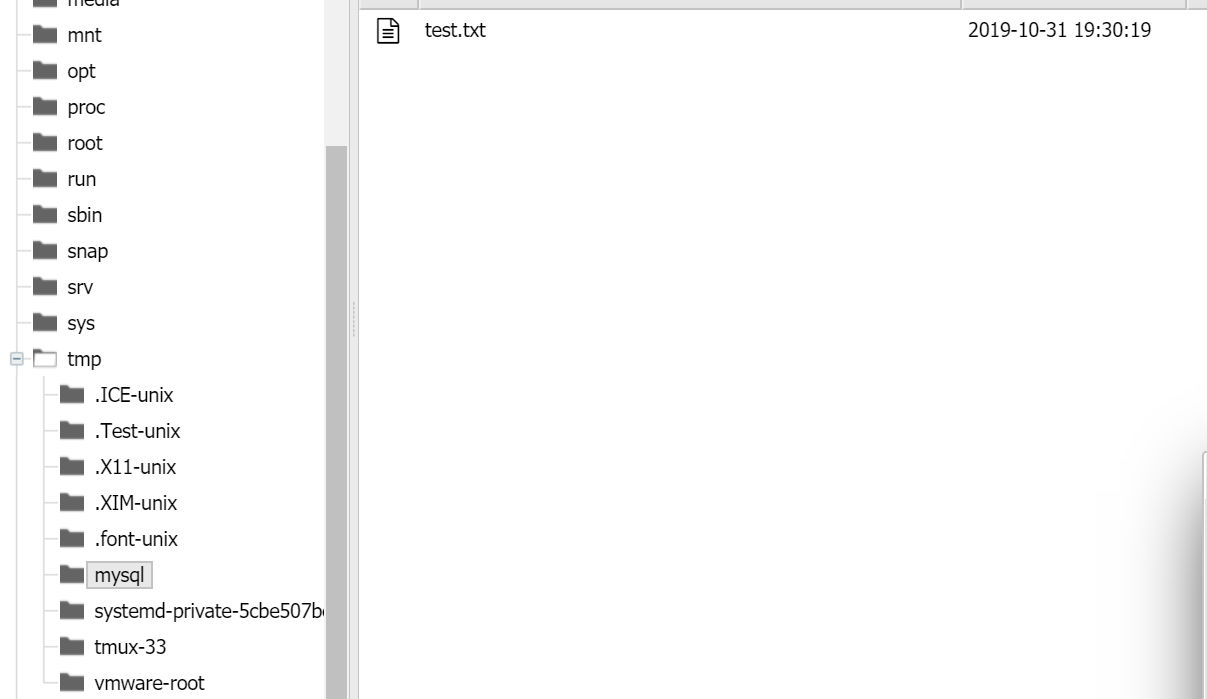 media
mnt
opt
proc
root
run
sbin
snap
srv
sys
tmp
.ICE-unix
.Test-unix
.X11-unix
.XIM-unix
.font-unix
mysql
systemd-private-5cbe507b
tmux-33
vmware-root
test.txt 2019-10-31 19:30:19